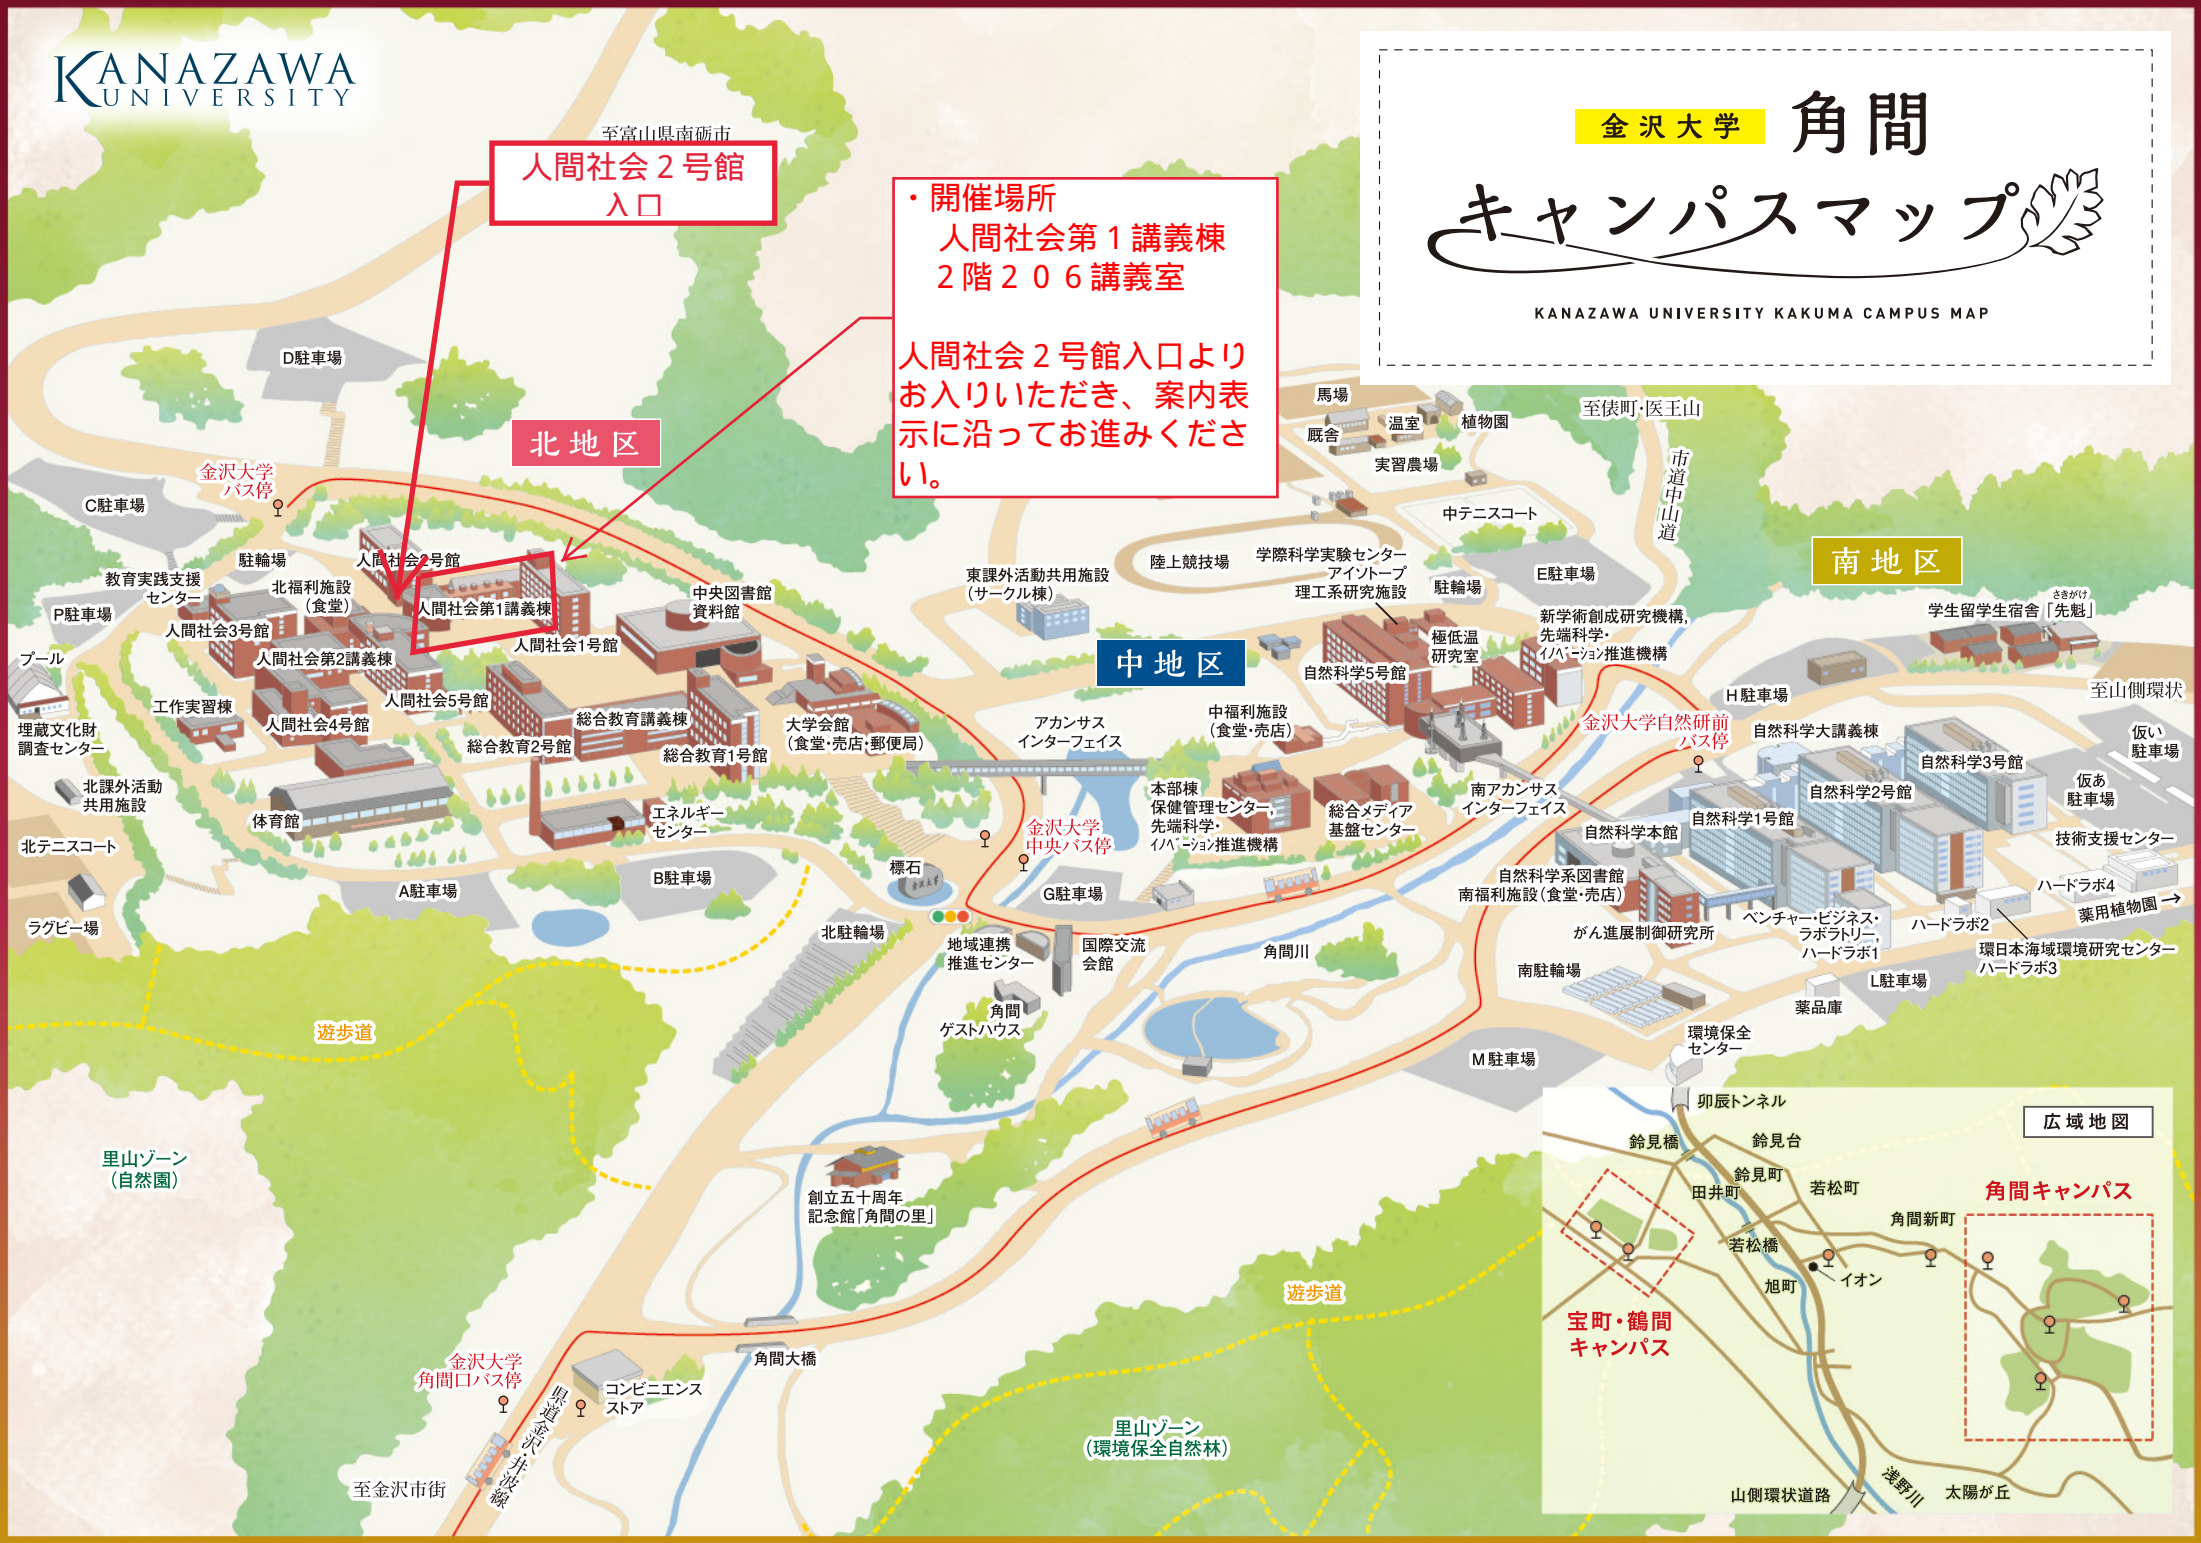 KANAZAWA
UNIVERSITY
金沢大学 角間
キャンパスマップ
KANAZAWA UNIVERSITY KAKUMA CAMPUS MAP
至富山県南砺市
人間社会２号館
入口
・開催場所
人間社会第１講義棟
２階２０６講義室
人間社会２号館入口より
お入りいただき、案内表
示に沿ってお進みくださ
い。
D駐車場
北地区
金沢大学
バス停
C駐車場
駐輪場
人間社会2号館
教育実践支援
センター
北福利施設
(食堂)
P駐車場
人間社会第1講義棟
人間社会3号館
人間社会1号館
中央図書館
資料館
プール
人間社会第2講義棟
人間社会5号館
工作実習棟
人間社会4号館
総合教育講義棟
総合教育2号館
総合教育1号館
大学会館
(食堂・売店・郵便局)
埋蔵文化財
調査センター
北課外活動
共用施設
体育館
エネルギー
センター
北テニスコート
A駐車場
B駐車場
ラグビー場
標石
金沢大学
北駐輪場
馬場
厩舎
温室
植物園
実習農場
至俵町・医王山
市道中山道
中テニスコート
陸上競技場
学際科学実験センター
アイソトープ
理工系研究施設
駐輪場
E駐車場
東課外活動共用施設
(サークル棟)
中地区
極低温
研究室
新学術創成研究機構,
先端科学・
イノベーション推進機構
自然科学5号館
アカンサス
インターフェイス
中福利施設
(食堂・売店)
本部棟
保健管理センター,
先端科学・
イノベーション推進機構
総合メディア
基盤センター
南アカンサス
インターフェイス
金沢大学
中央バス停
G駐車場
地域連携
推進センター
国際交流
会館
角間
ゲストハウス
角間川
南地区
学生留学生宿舎「先魁」
さきがけ
至山側環状
H駐車場
金沢大学自然研前
バス停
自然科学大講義棟
自然科学3号館
仮い
駐車場
自然科学2号館
仮あ
駐車場
自然科学1号館
自然科学本館
技術支援センター
自然科学系図書館
南福利施設(食堂・売店)
ハードラボ4
薬用植物園→
がん進展制御研究所
ベンチャー・ビジネス・
ラボラトリー,
ハードラボ1
ハードラボ2
環日本海域環境研究センター
ハードラボ3
南駐輪場
L駐車場
薬品庫
環境保全
センター
M駐車場
遊歩道
里山ゾーン
(自然園)
創立五十周年
記念館「角間の里」
角間大橋
金沢大学
角間口バス停
コンビニエンス
ストア
県道金沢・井波線
至金沢市街
遊歩道
里山ゾーン
(環境保全自然林)
広域地図
卯辰トンネル
鈴見橋
鈴見台
鈴見町
田井町
若松町
角間キャンパス
角間新町
若松橋
旭町
イオン
宝町・鶴間
キャンパス
山側環状道路
浅野川
太陽が丘